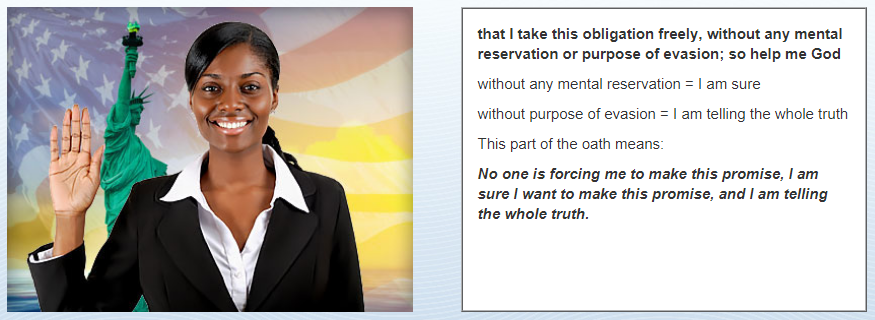 that I take this obligation freely, without any mental
reservation or purpose of evasion; so help me God
without any mental reservation = I am sure
without purpose of evasion = I am telling the whole truth
This part of the oath means:
No one is forcing me to make this promise, I am
sure I want to make this promise, and I am telling
the whole truth.